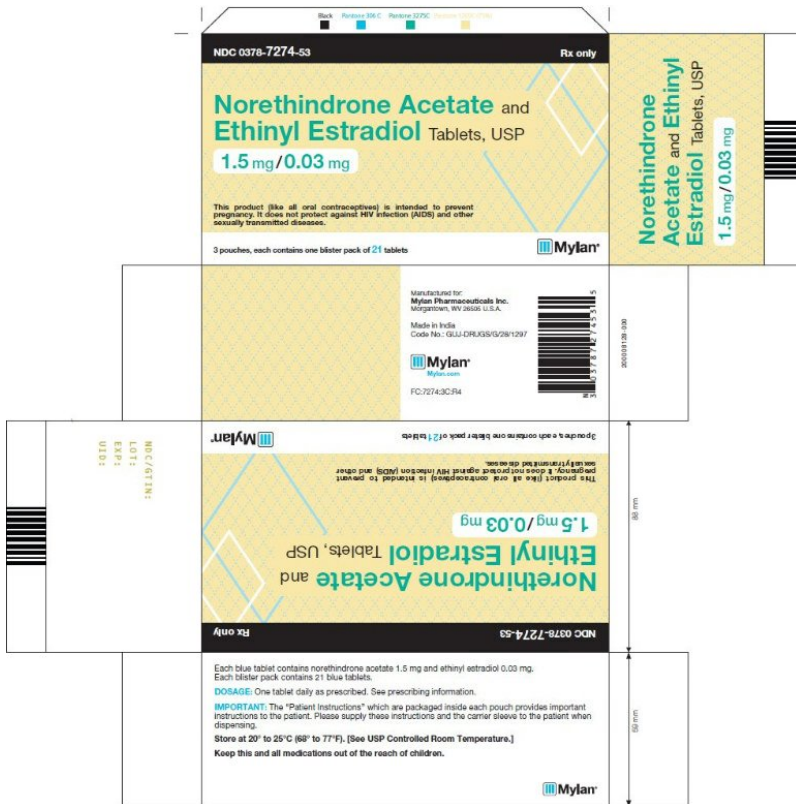 Black Pantone 306 C Pantone 3275C
NDC 0378-7274-53 Rx only
Norethindrone Acetate and
Ethinyl Estradiol Tablets, USP
1.5 mg/0.03 mg
This product (like all oral contraceptives) is intended to prevent
pregnancy. It does not protect against HIV infection (AIDS) and other
sexually transmitted diseases.
3 pouches, each contains one blister pack of 21 tablets
Mylan®
Norethindrone
Acetate and Ethinyl
Estradiol Tablets, USP
1.5 mg/0.03 mg
Manufactured for:
Mylan Pharmaceuticals Inc.
Morgantown, WV 26505 U.S.A.
Made in India
Code No.: GUJ-DRUGS/G/28/1297
Mylan®
Mylan.com
FC:7274:3C:R4
N
3 03787 27453 5
200008129-000
NDC/GTIN:
LOT:
EXP:
UID:
NDC 0378-7274-53 Rx only
Norethindrone Acetate and
Ethinyl Estradiol Tablets, USP
1.5 mg/0.03 mg
This product (like all oral contraceptives) is intended to prevent
pregnancy. It does not protect against HIV infection (AIDS) and other
sexually transmitted diseases.
3 pouches, each contains one blister pack of 21 tablets
Mylan®
88 mm
Each blue tablet contains norethindrone acetate 1.5 mg and ethinyl estradiol 0.03 mg.
Each blister pack contains 21 blue tablets.
DOSAGE: One tablet daily as prescribed. See prescribing information.
IMPORTANT: The “Patient Instructions” which are packaged inside each pouch provides important
instructions to the patient. Please supply these instructions and the carrier sleeve to the patient when
dispensing.
Store at 20° to 25°C (68° to 77°F). [See USP Controlled Room Temperature.]
Keep this and all medications out of the reach of children.
Mylan®
69 mm